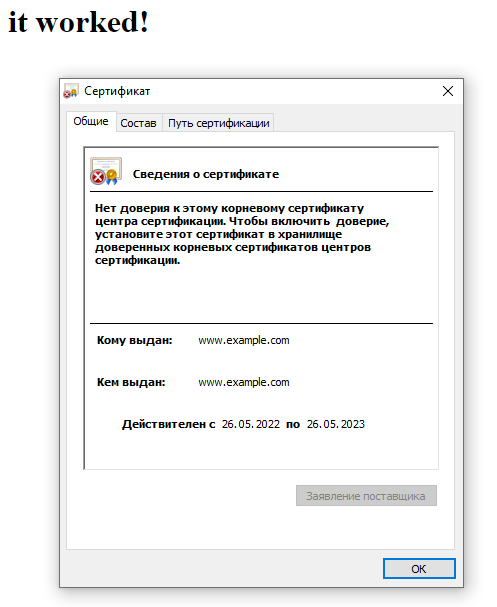 it worked!
Сертификат
Общие Состав Путь сертификации
Сведения о сертификате
Нет доверия к этому корневому сертификату
центра сертификации. Чтобы включить доверие,
установите этот сертификат в хранилище
доверенных корневых сертификатов центров
сертификации.
Кому выдан: www.example.com
Кем выдан: www.example.com
Действителен с 26.05.2022 по 26.05.2023
Заявление поставщика
ОК